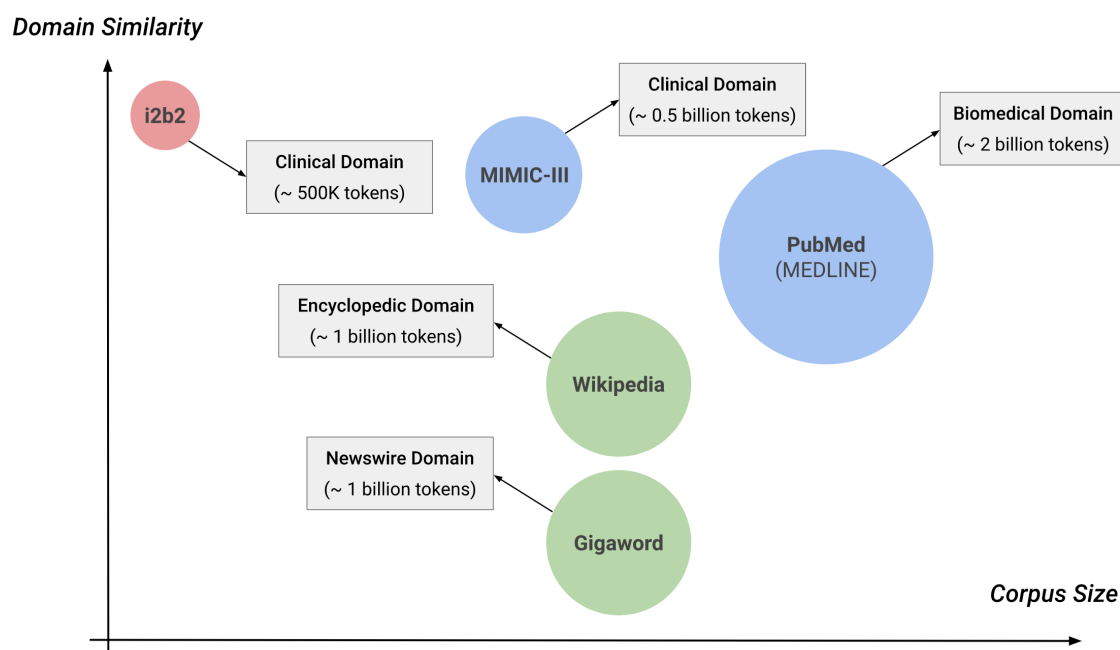 Domain Similarity
i2b2
Clinical Domain
(~ 500K tokens)
MIMIC-III
Clinical Domain
(~ 0.5 billion tokens)
PubMed
(MEDLINE)
Biomedical Domain
(~ 2 billion tokens)
Encyclopedic Domain
(~ 1 billion tokens)
Wikipedia
Newswire Domain
(~ 1 billion tokens)
Gigaword
Corpus Size